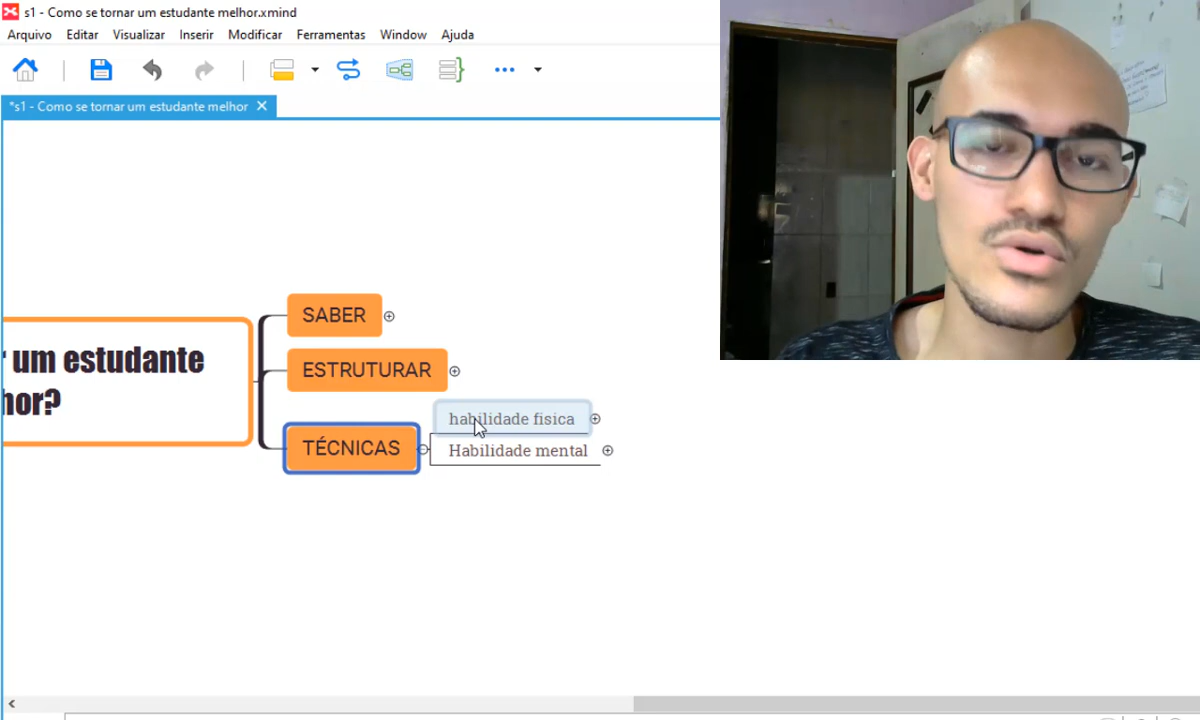 s1 - Como se tornar um estudante melhor.xmind
Arquivo Editar Visualizar Inserir Modificar Ferramentas Window Ajuda
*s1 - Como se tornar um estudante melhor
um estudante
hor?
SABER
ESTRUTURAR
TÉCNICAS
habilidade fisica
Habilidade mental